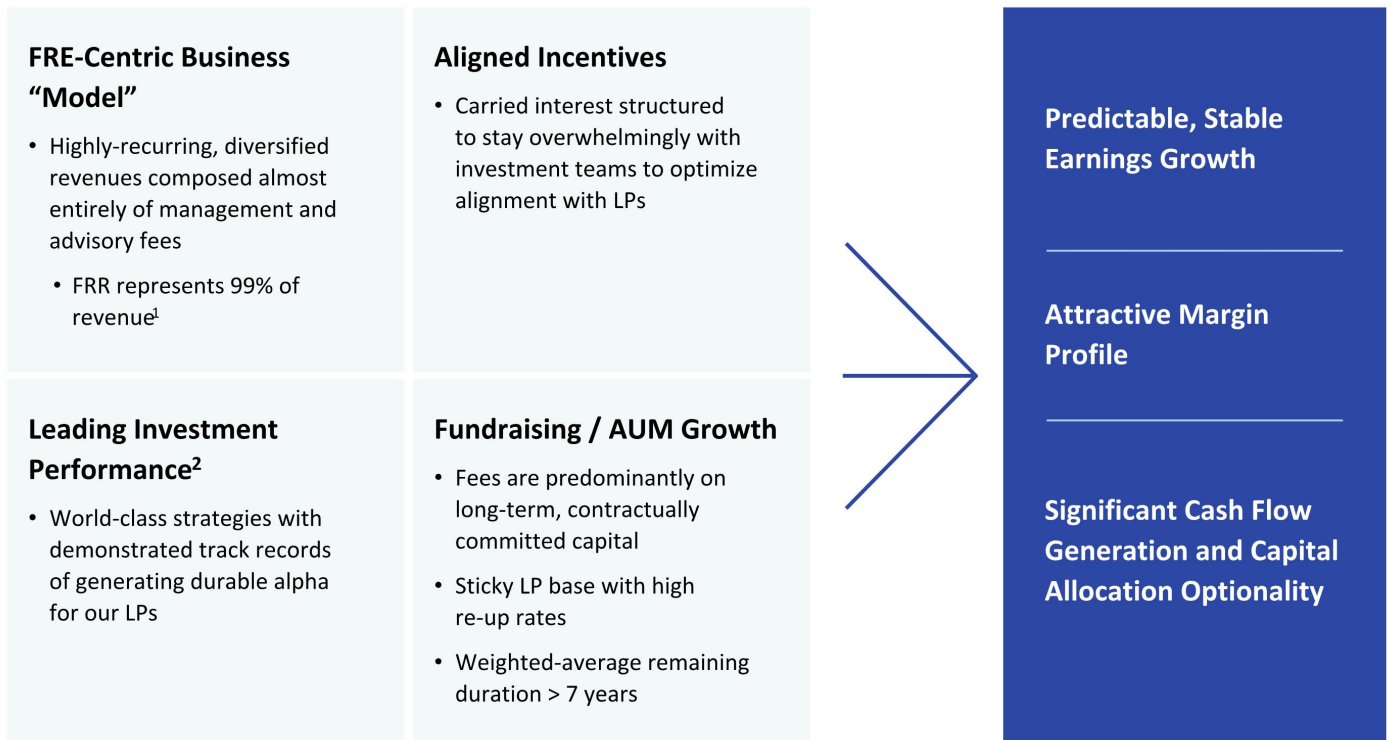 FRE-Centric Business
“Model”
• Highly-recurring, diversified
revenues composed almost
entirely of management and
advisory fees
• FRR represents 99% of
revenue¹
Aligned Incentives
• Carried interest structured
to stay overwhelmingly with
investment teams to optimize
alignment with LPs
Leading Investment
Performance²
• World-class strategies with
demonstrated track records
of generating durable alpha
for our LPs
Fundraising / AUM Growth
• Fees are predominantly on
long-term, contractually
committed capital
• Sticky LP base with high
re-up rates
• Weighted-average remaining
duration > 7 years
Predictable, Stable
Earnings Growth
Attractive Margin
Profile
Significant Cash Flow
Generation and Capital
Allocation Optionality